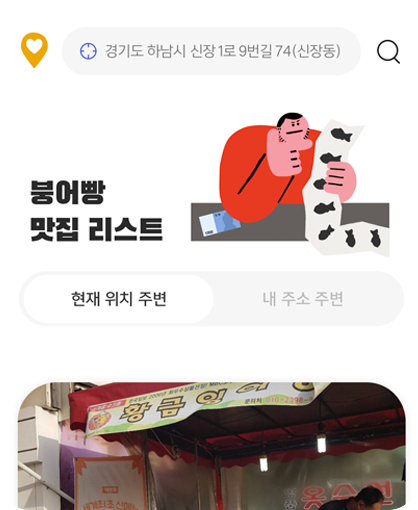 경기도 하남시 신장1로 9번길 74(신장동)
붕어빵
맛집 리스트
현재 위치 주변
내 주소 주변
황금잉어